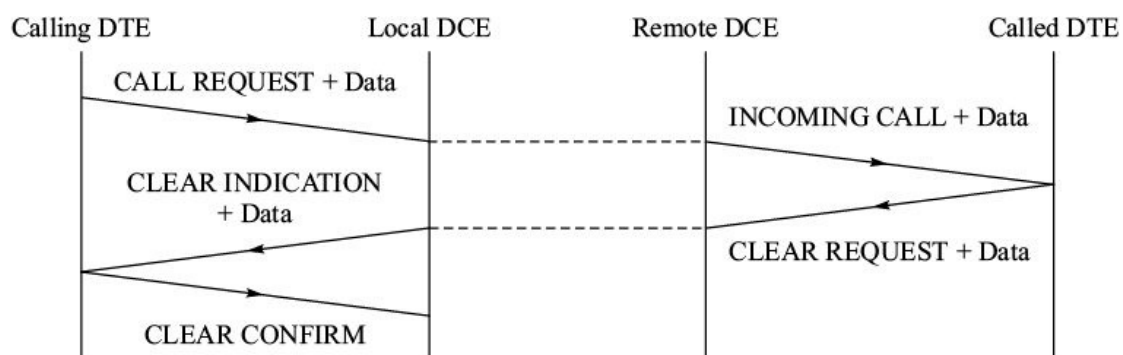 Calling DTE
Local DCE
Remote DCE
Called DTE
CALL REQUEST + Data
INCOMING CALL + Data
CLEAR INDICATION
+ Data
CLEAR REQUEST + Data
CLEAR CONFIRM